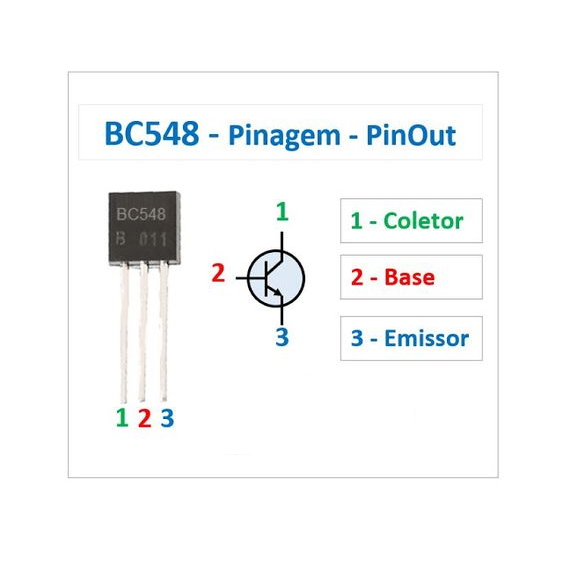 BC548 - Pinagem - PinOut
BC548
B 011
1
2
3
1 - Coletor
2 - Base
3 - Emissor
1 2 3